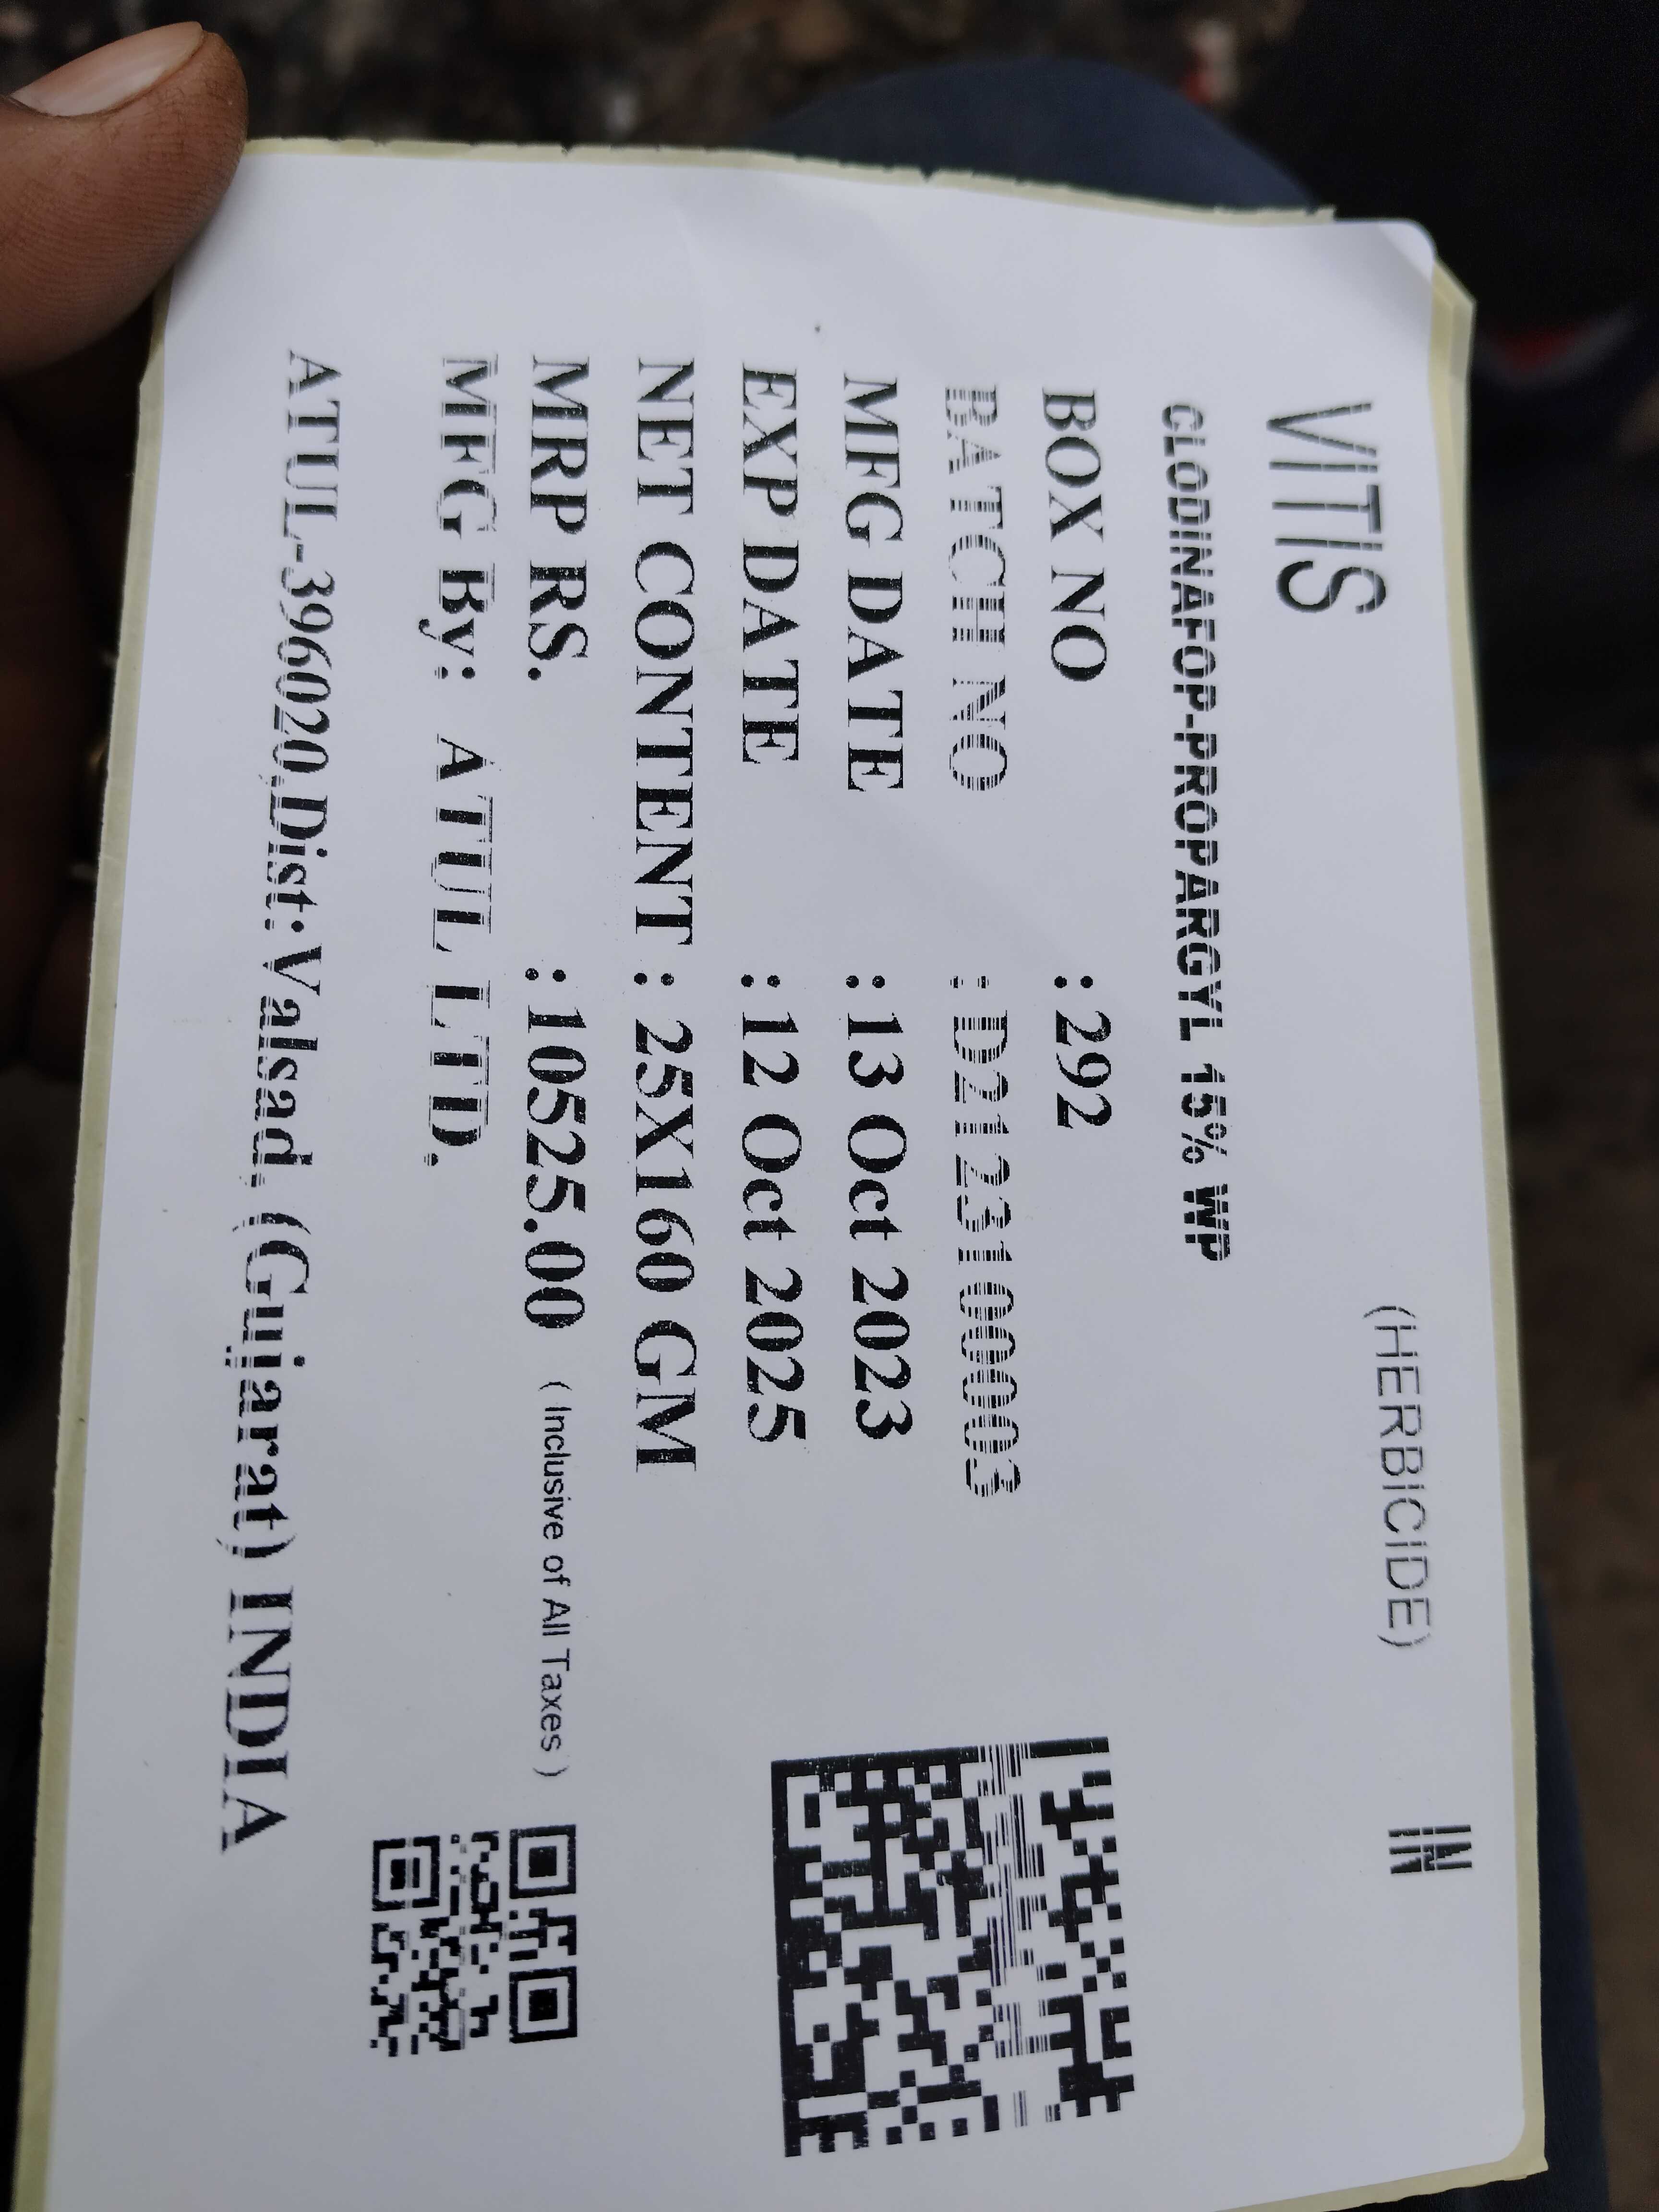 IN
VITIS (HERBICIDE)
CLODINAFOP-PROPARGYL 15% WP
BOX NO : 292
BATCH NO : D212310003
MFG DATE : 13 Oct 2023
EXP DATE : 12 Oct 2025
NET CONTENT : 25X160 GM
MRP RS. : 10525.00 ( Inclusive of All Taxes )
MFG By: ATUL LTD.
ATUL-396020,Dist:Valsad, (Gujarat) INDIA